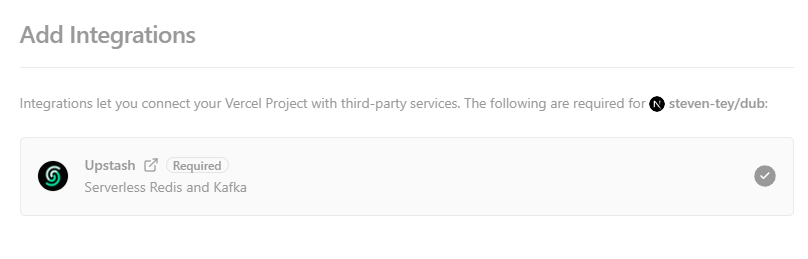 Add Integrations
Integrations let you connect your Vercel Project with third-party services. The following are required for N steven-tey/dub:
Upstash Required
Serverless Redis and Kafka